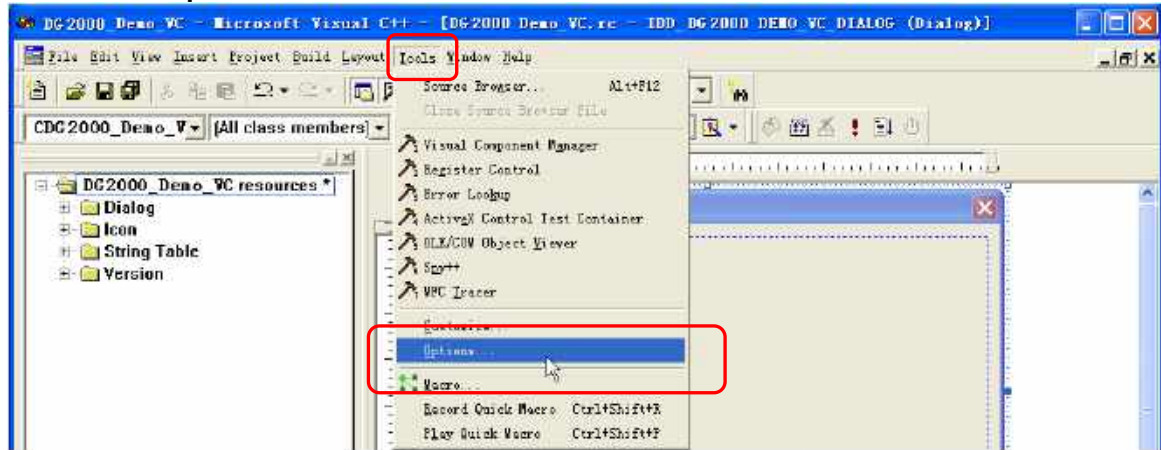 DG2000_Demo_VC - Microsoft Visual C++ - [DG2000_Demo_VC.rc - IDD_DG2000_DEMO_VC_DIALOG (Dialog)]
File Edit View Insert Project Build Layout Tools Window Help
Source Browser... Alt+F12
Close Source Browser File
CDG2000_Demo_V [All class members]
Visual Component Manager
Register Control
DG2000_Demo_VC resources *
Error Lookup
Dialog
ActiveX Control Test Container
Icon
OLE/COM Object Viewer
String Table
Spy++
Version
MFC Tracer
Customize...
Options...
Macro...
Record Quick Macro Ctrl+Shift+R
Play Quick Macro Ctrl+Shift+P